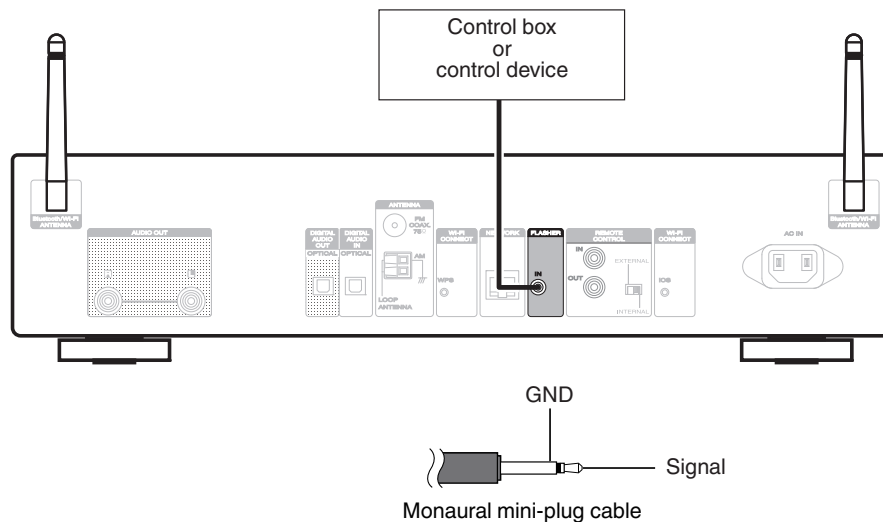 Control box
or
control device
Bluetooth/Wi-Fi
ANTENNA
AUDIO OUT
DIGITAL
AUDIO
OUT
OPTICAL
DIGITAL
AUDIO
IN
OPTICAL
ANTENNA
FM
COAX.
75Ω
AM
LOOP
ANTENNA
WI-FI
CONNECT
WPS
FLASHER
IN
REMOTE
CONTROL
IN
OUT
EXTERNAL
INTERNAL
WI-FI
CONNECT
iOS
AC IN
Bluetooth/Wi-Fi
ANTENNA
GND
Signal
Monaural mini-plug cable